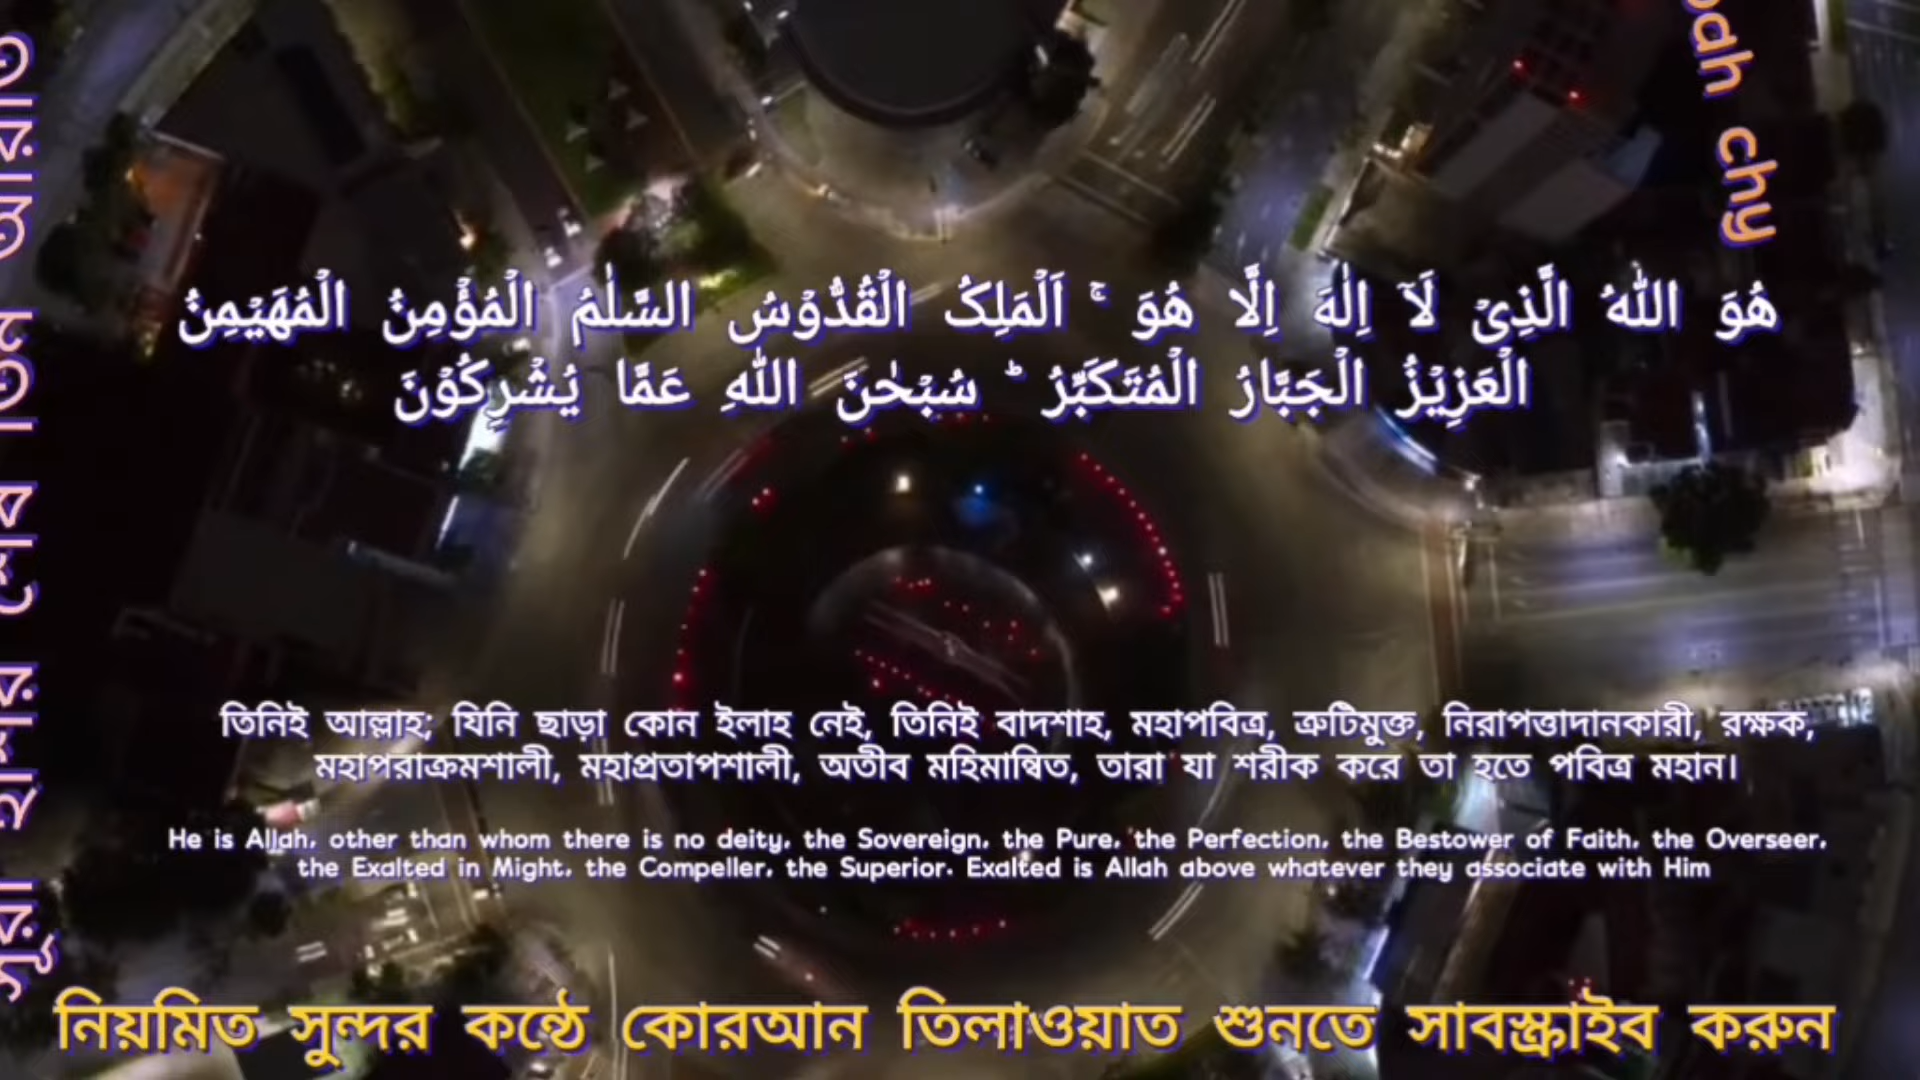 সূরা হাশর শেষ তিন আয়াত
chy
هُوَ اللّٰهُ الَّذِیۡ لَاۤ اِلٰهَ اِلَّا هُوَ ۚ اَلۡمَلِکُ الۡقُدُّوۡسُ السَّلٰمُ الۡمُؤۡمِنُ الۡمُهَیۡمِنُ
الۡعَزِیۡزُ الۡجَبَّارُ الۡمُتَکَبِّرُ ؕ سُبۡحٰنَ اللّٰهِ عَمَّا یُشۡرِکُوۡنَ
তিনিই আল্লাহ; যিনি ছাড়া কোন ইলাহ নেই, তিনিই বাদশাহ, মহাপবিত্র, ত্রুটিমুক্ত, নিরাপত্তাদানকারী, রক্ষক,
মহাপরাক্রমশালী, মহাপ্রতাপশালী, অতীব মহিমান্বিত, তারা যা শরীক করে তা হতে পবিত্র মহান।
He is Allah, other than whom there is no deity, the Sovereign, the Pure, the Perfection, the Bestower of Faith, the Overseer,
the Exalted in Might, the Compeller, the Superior. Exalted is Allah above whatever they associate with Him
নিয়মিত সুন্দর কন্ঠে কোরআন তিলাওয়াত শুনতে সাবস্ক্রাইব করুন